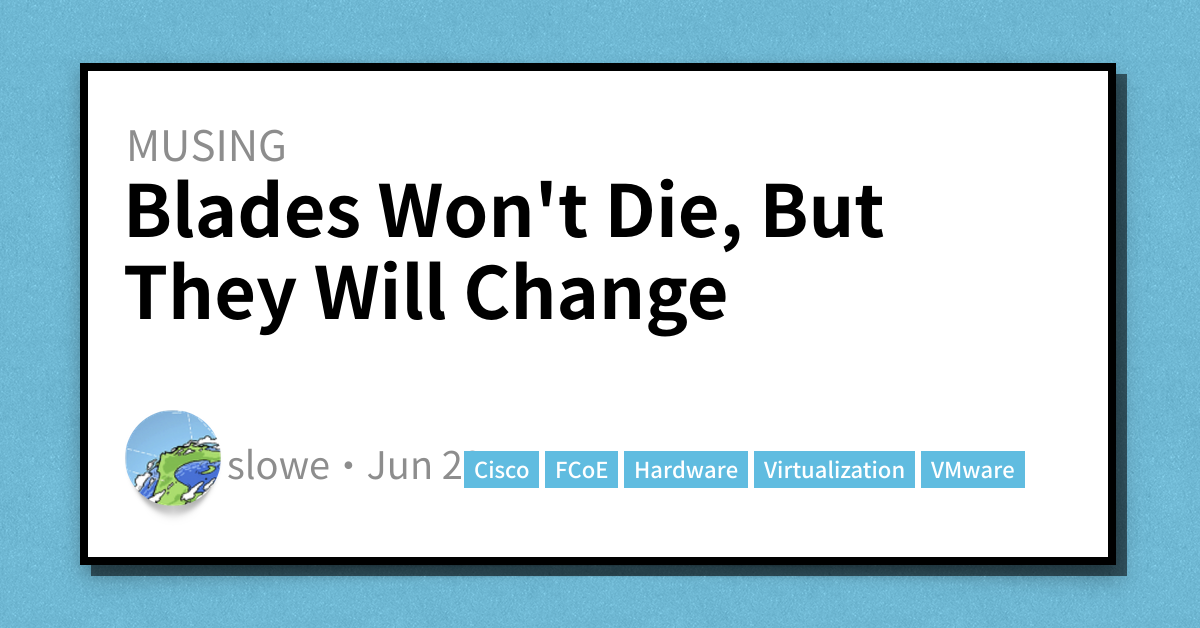 MUSING
Blades Won't Die, But
They Will Change
slowe • Jun 2
Cisco FCoE Hardware Virtualization VMware